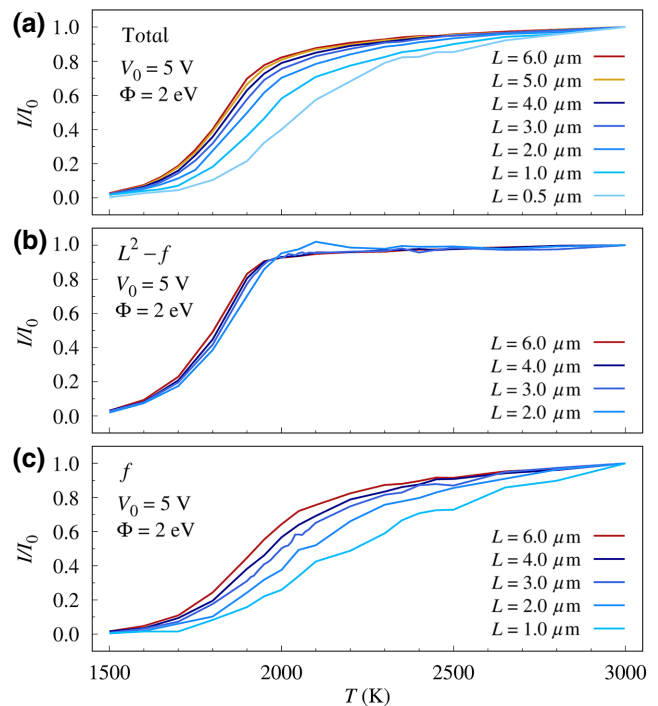 (a) Total
V₀ = 5 V
Φ = 2 eV
I/I₀
1.0
0.8
0.6
0.4
0.2
0.0
L = 6.0 μm
L = 5.0 μm
L = 4.0 μm
L = 3.0 μm
L = 2.0 μm
L = 1.0 μm
L = 0.5 μm
(b) L² – f
V₀ = 5 V
Φ = 2 eV
I/I₀
1.0
0.8
0.6
0.4
0.2
0.0
L = 6.0 μm
L = 4.0 μm
L = 3.0 μm
L = 2.0 μm
(c) f
V₀ = 5 V
Φ = 2 eV
I/I₀
1.0
0.8
0.6
0.4
0.2
0.0
L = 6.0 μm
L = 4.0 μm
L = 3.0 μm
L = 2.0 μm
L = 1.0 μm
1500 2000 2500 3000
T (K)